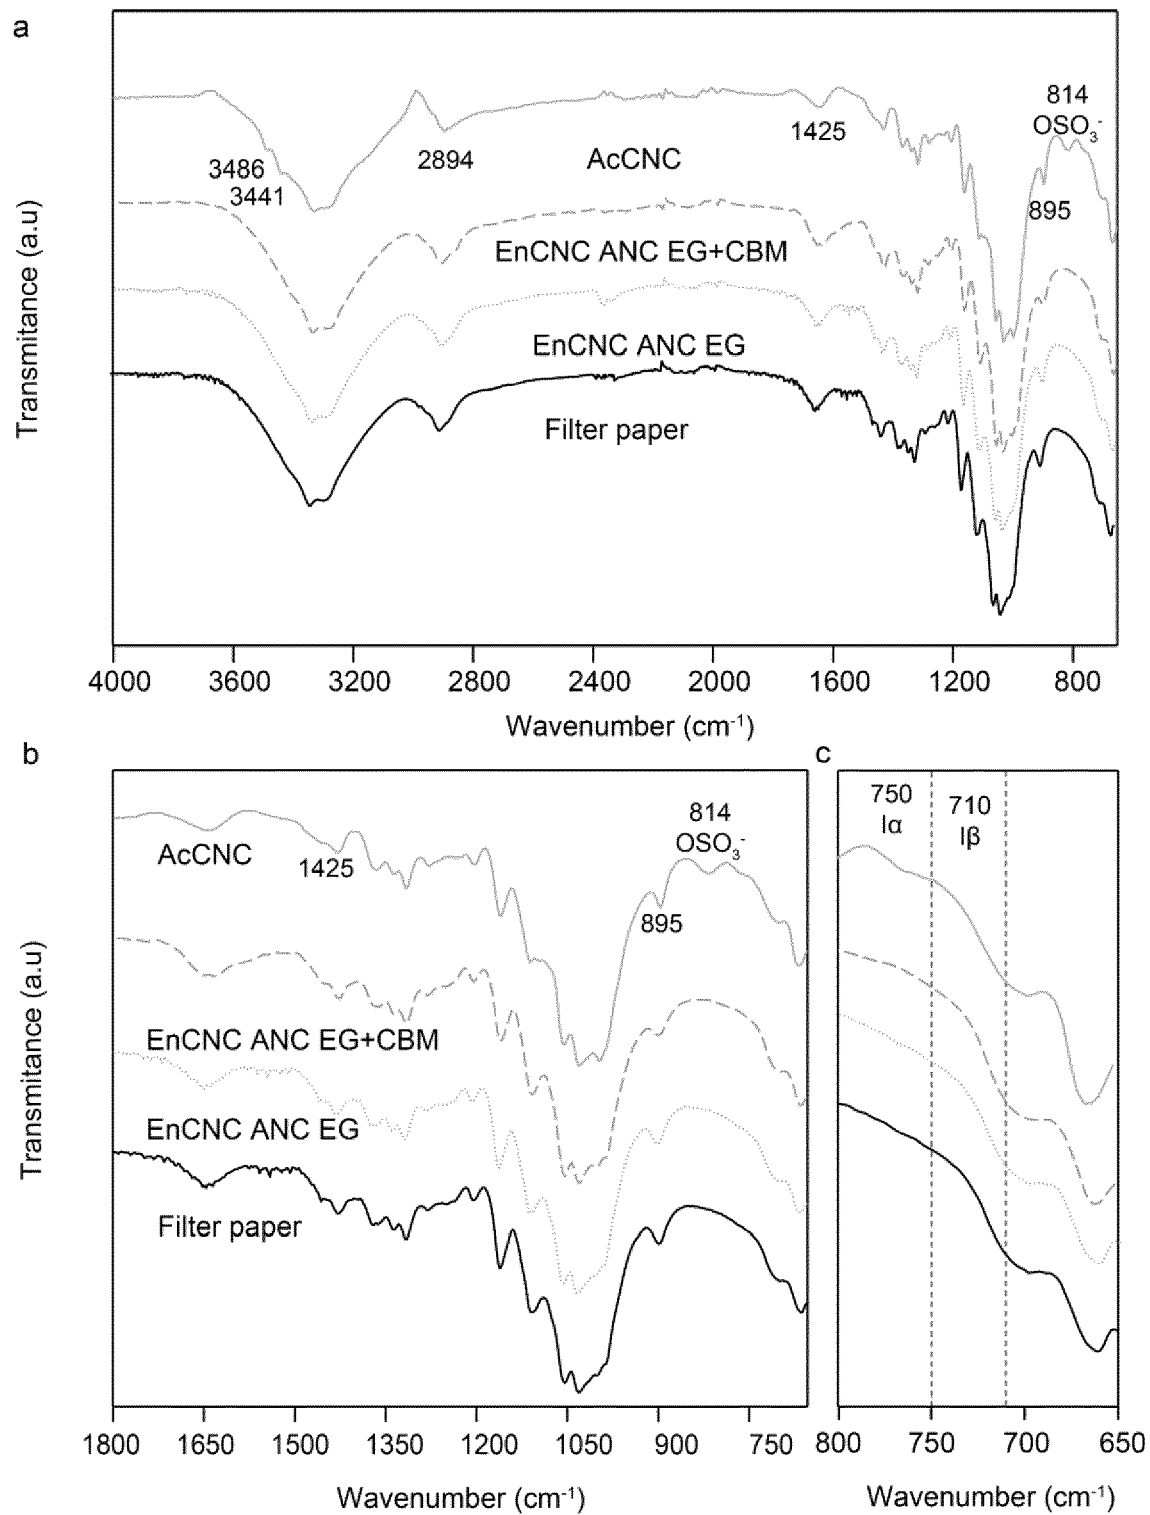 a
814
OSO₃⁻
1425
3486
2894
AcCNC
3441
895
EnCNC ANC EG+CBM
EnCNC ANC EG
Filter paper
Transmitance (a.u)
4000 3600 3200 2800 2400 2000 1600 1200 800
Wavenumber (cm⁻¹)
b
814
OSO₃⁻
AcCNC
1425
895
EnCNC ANC EG+CBM
EnCNC ANC EG
Filter paper
Transmitance (a.u)
1800 1650 1500 1350 1200 1050 900 750
Wavenumber (cm⁻¹)
c
750
Iα
710
Iβ
800 750 700 650
Wavenumber (cm⁻¹)